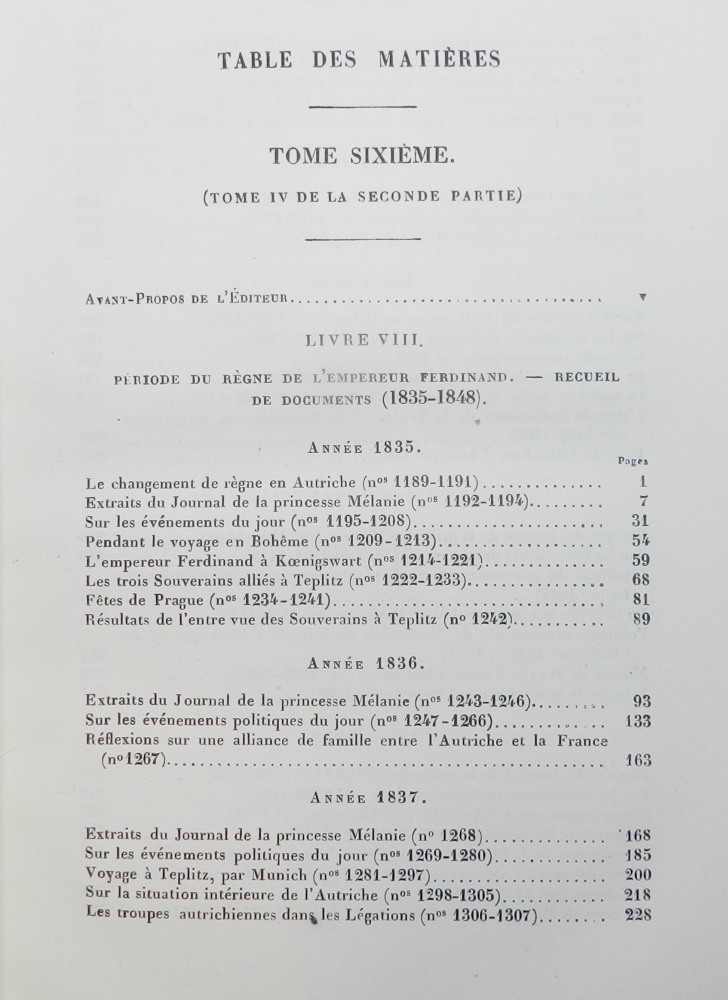 TABLE DES MATIÈRES
TOME SIXIÈME.
(TOME IV DE LA SECONDE PARTIE)
Avant-Propos de l'Éditeur................................... v
LIVRE VIII.
PÉRIODE DU RÈGNE DE L'EMPEREUR FERDINAND. — RECUEIL
DE DOCUMENTS (1835-1848).
Année 1835.
Pages
Le changement de règne en Autriche (nos 1189-1191).............. 1
Extraits du Journal de la princesse Mélanie (nos 1192-1194)......... 7
Sur les événements du jour (nos 1195-1208)...................... 31
Pendant le voyage en Bohême (nos 1209-1213)................... 54
L'empereur Ferdinand à Kœnigswart (nos 1214-1221).............. 59
Les trois Souverains alliés à Teplitz (nos 1222-1233)................ 68
Fêtes de Prague (nos 1234-1241)............................... 81
Résultats de l'entre vue des Souverains à Teplitz (no 1242)........... 89
Année 1836.
Extraits du Journal de la princesse Mélanie (nos 1243-1246)......... 93
Sur les événements politiques du jour (nos 1247-1266)............. 133
Réflexions sur une alliance de famille entre l'Autriche et la France
(no 1267).................................................. 163
Année 1837.
Extraits du Journal de la princesse Mélanie (no 1268).............. 168
Sur les événements politiques du jour (nos 1269-1280)............. 185
Voyage à Teplitz, par Munich (nos 1281-1297).................... 200
Sur la situation intérieure de l'Autriche (nos 1298-1305)............ 218
Les troupes autrichiennes dans les Légations (nos 1306-1307)........ 228